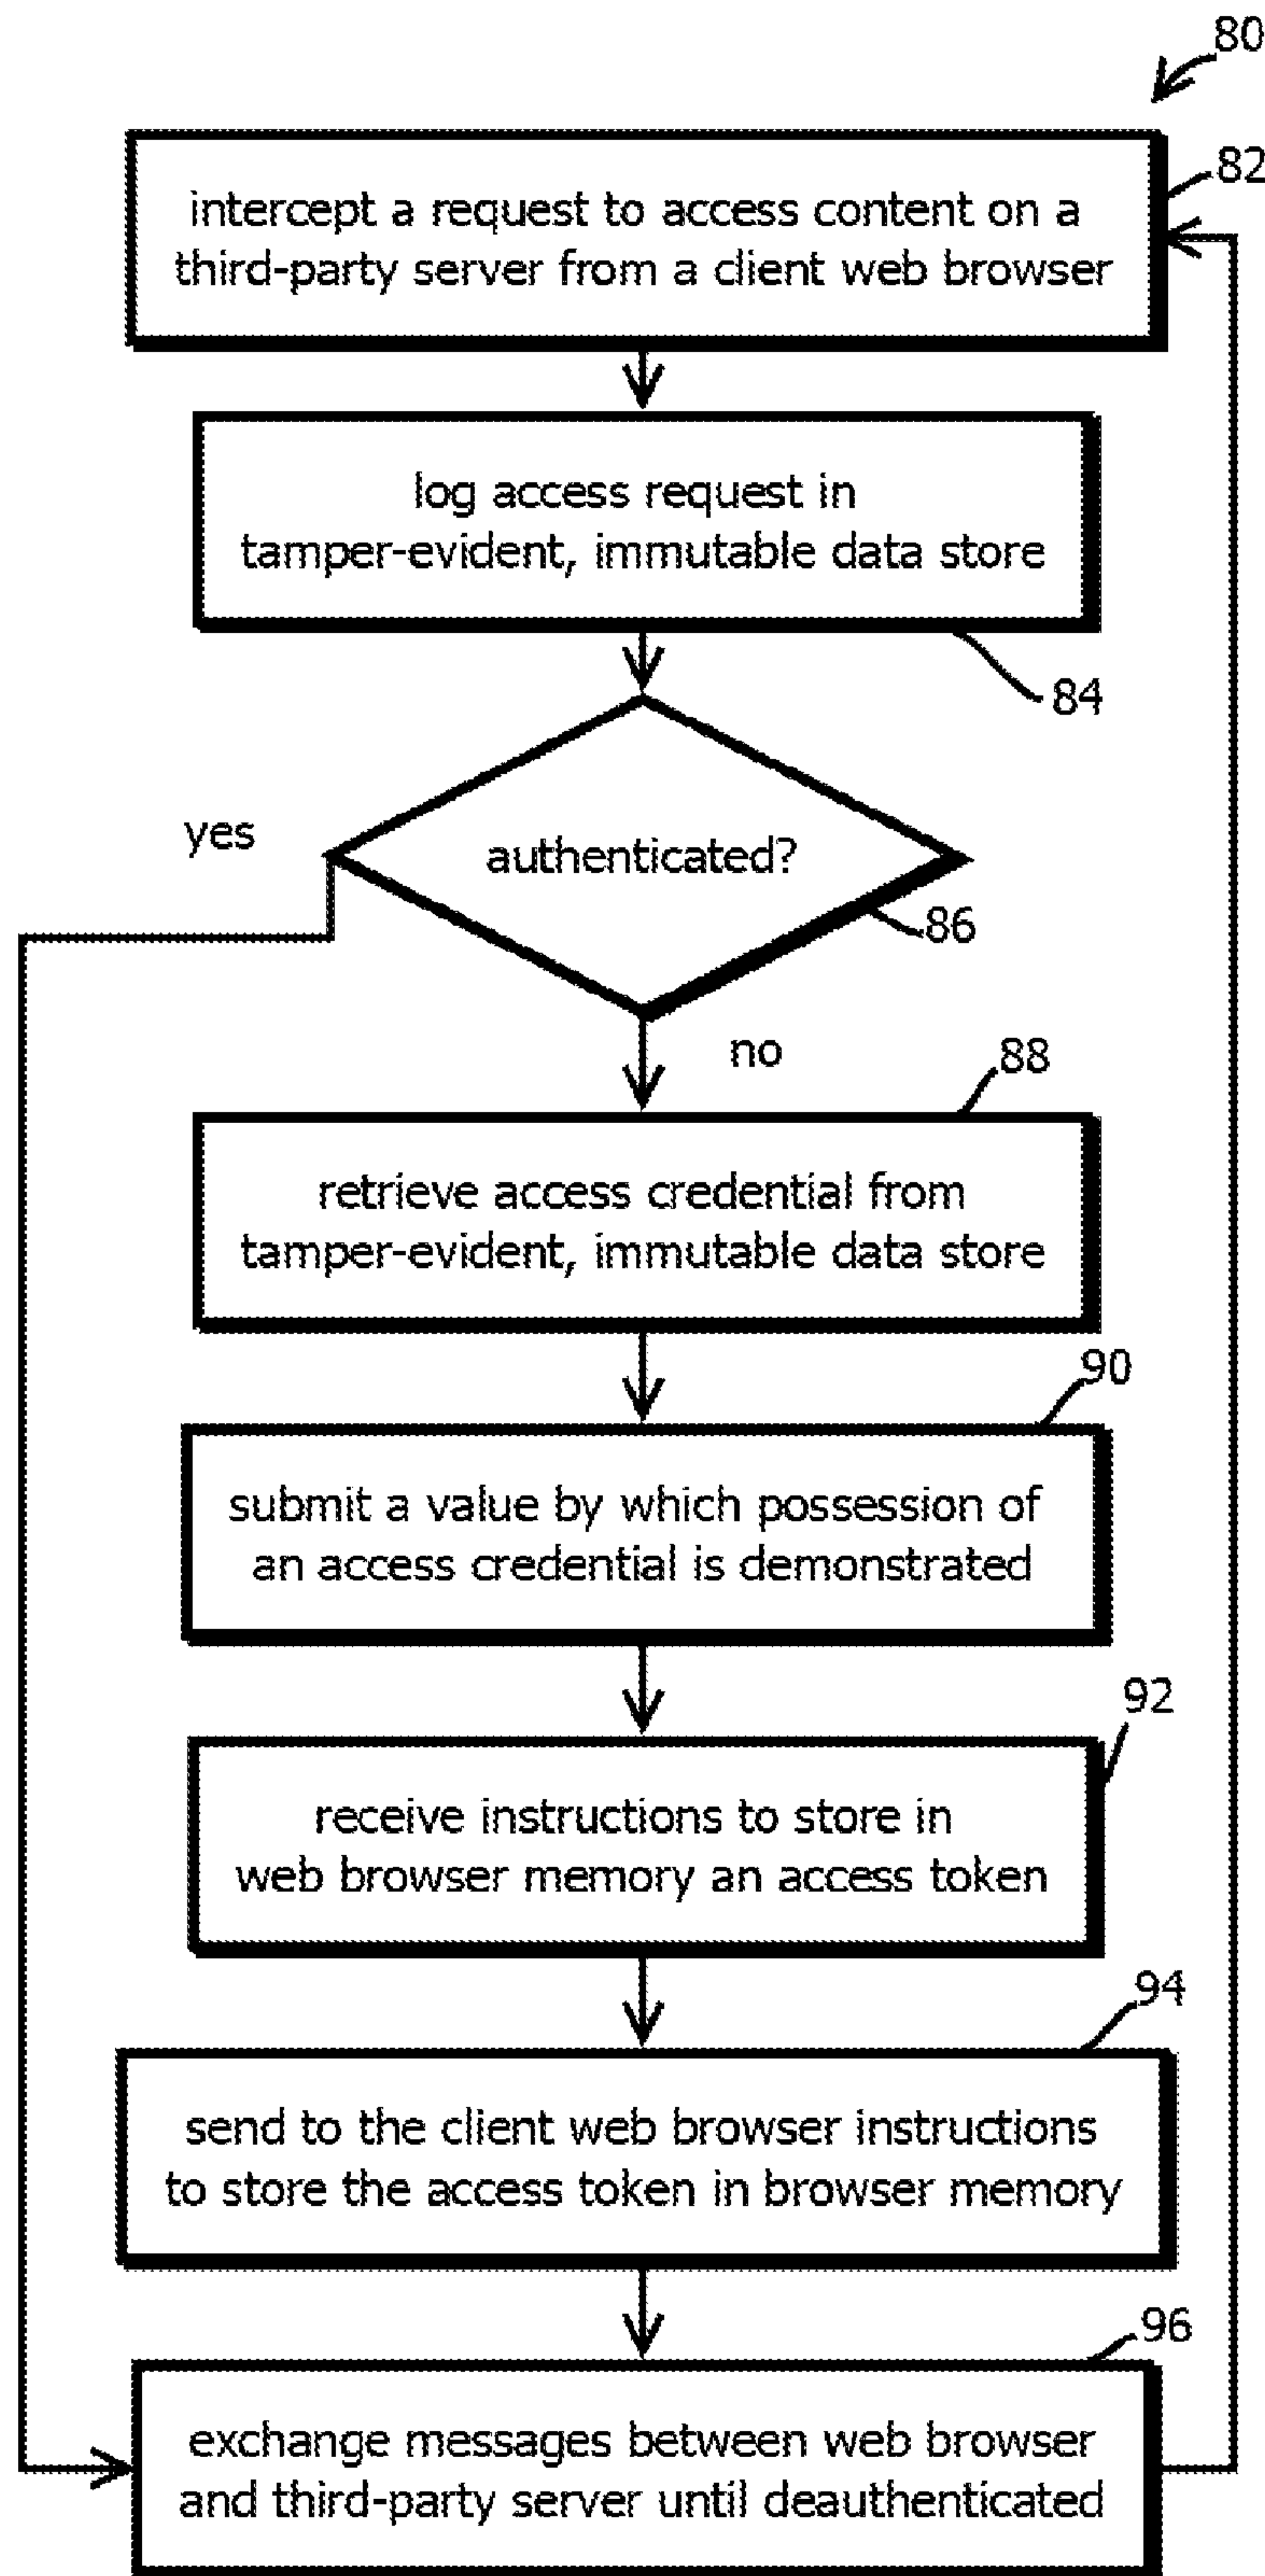 80
82
intercept a request to access content on a
third-party server from a client web browser
log access request in
tamper-evident, immutable data store
84
yes
authenticated?
86
no
88
retrieve access credential from
tamper-evident, immutable data store
90
submit a value by which possession of
an access credential is demonstrated
92
receive instructions to store in
web browser memory an access token
94
send to the client web browser instructions
to store the access token in browser memory
96
exchange messages between web browser
and third-party server until deauthenticated